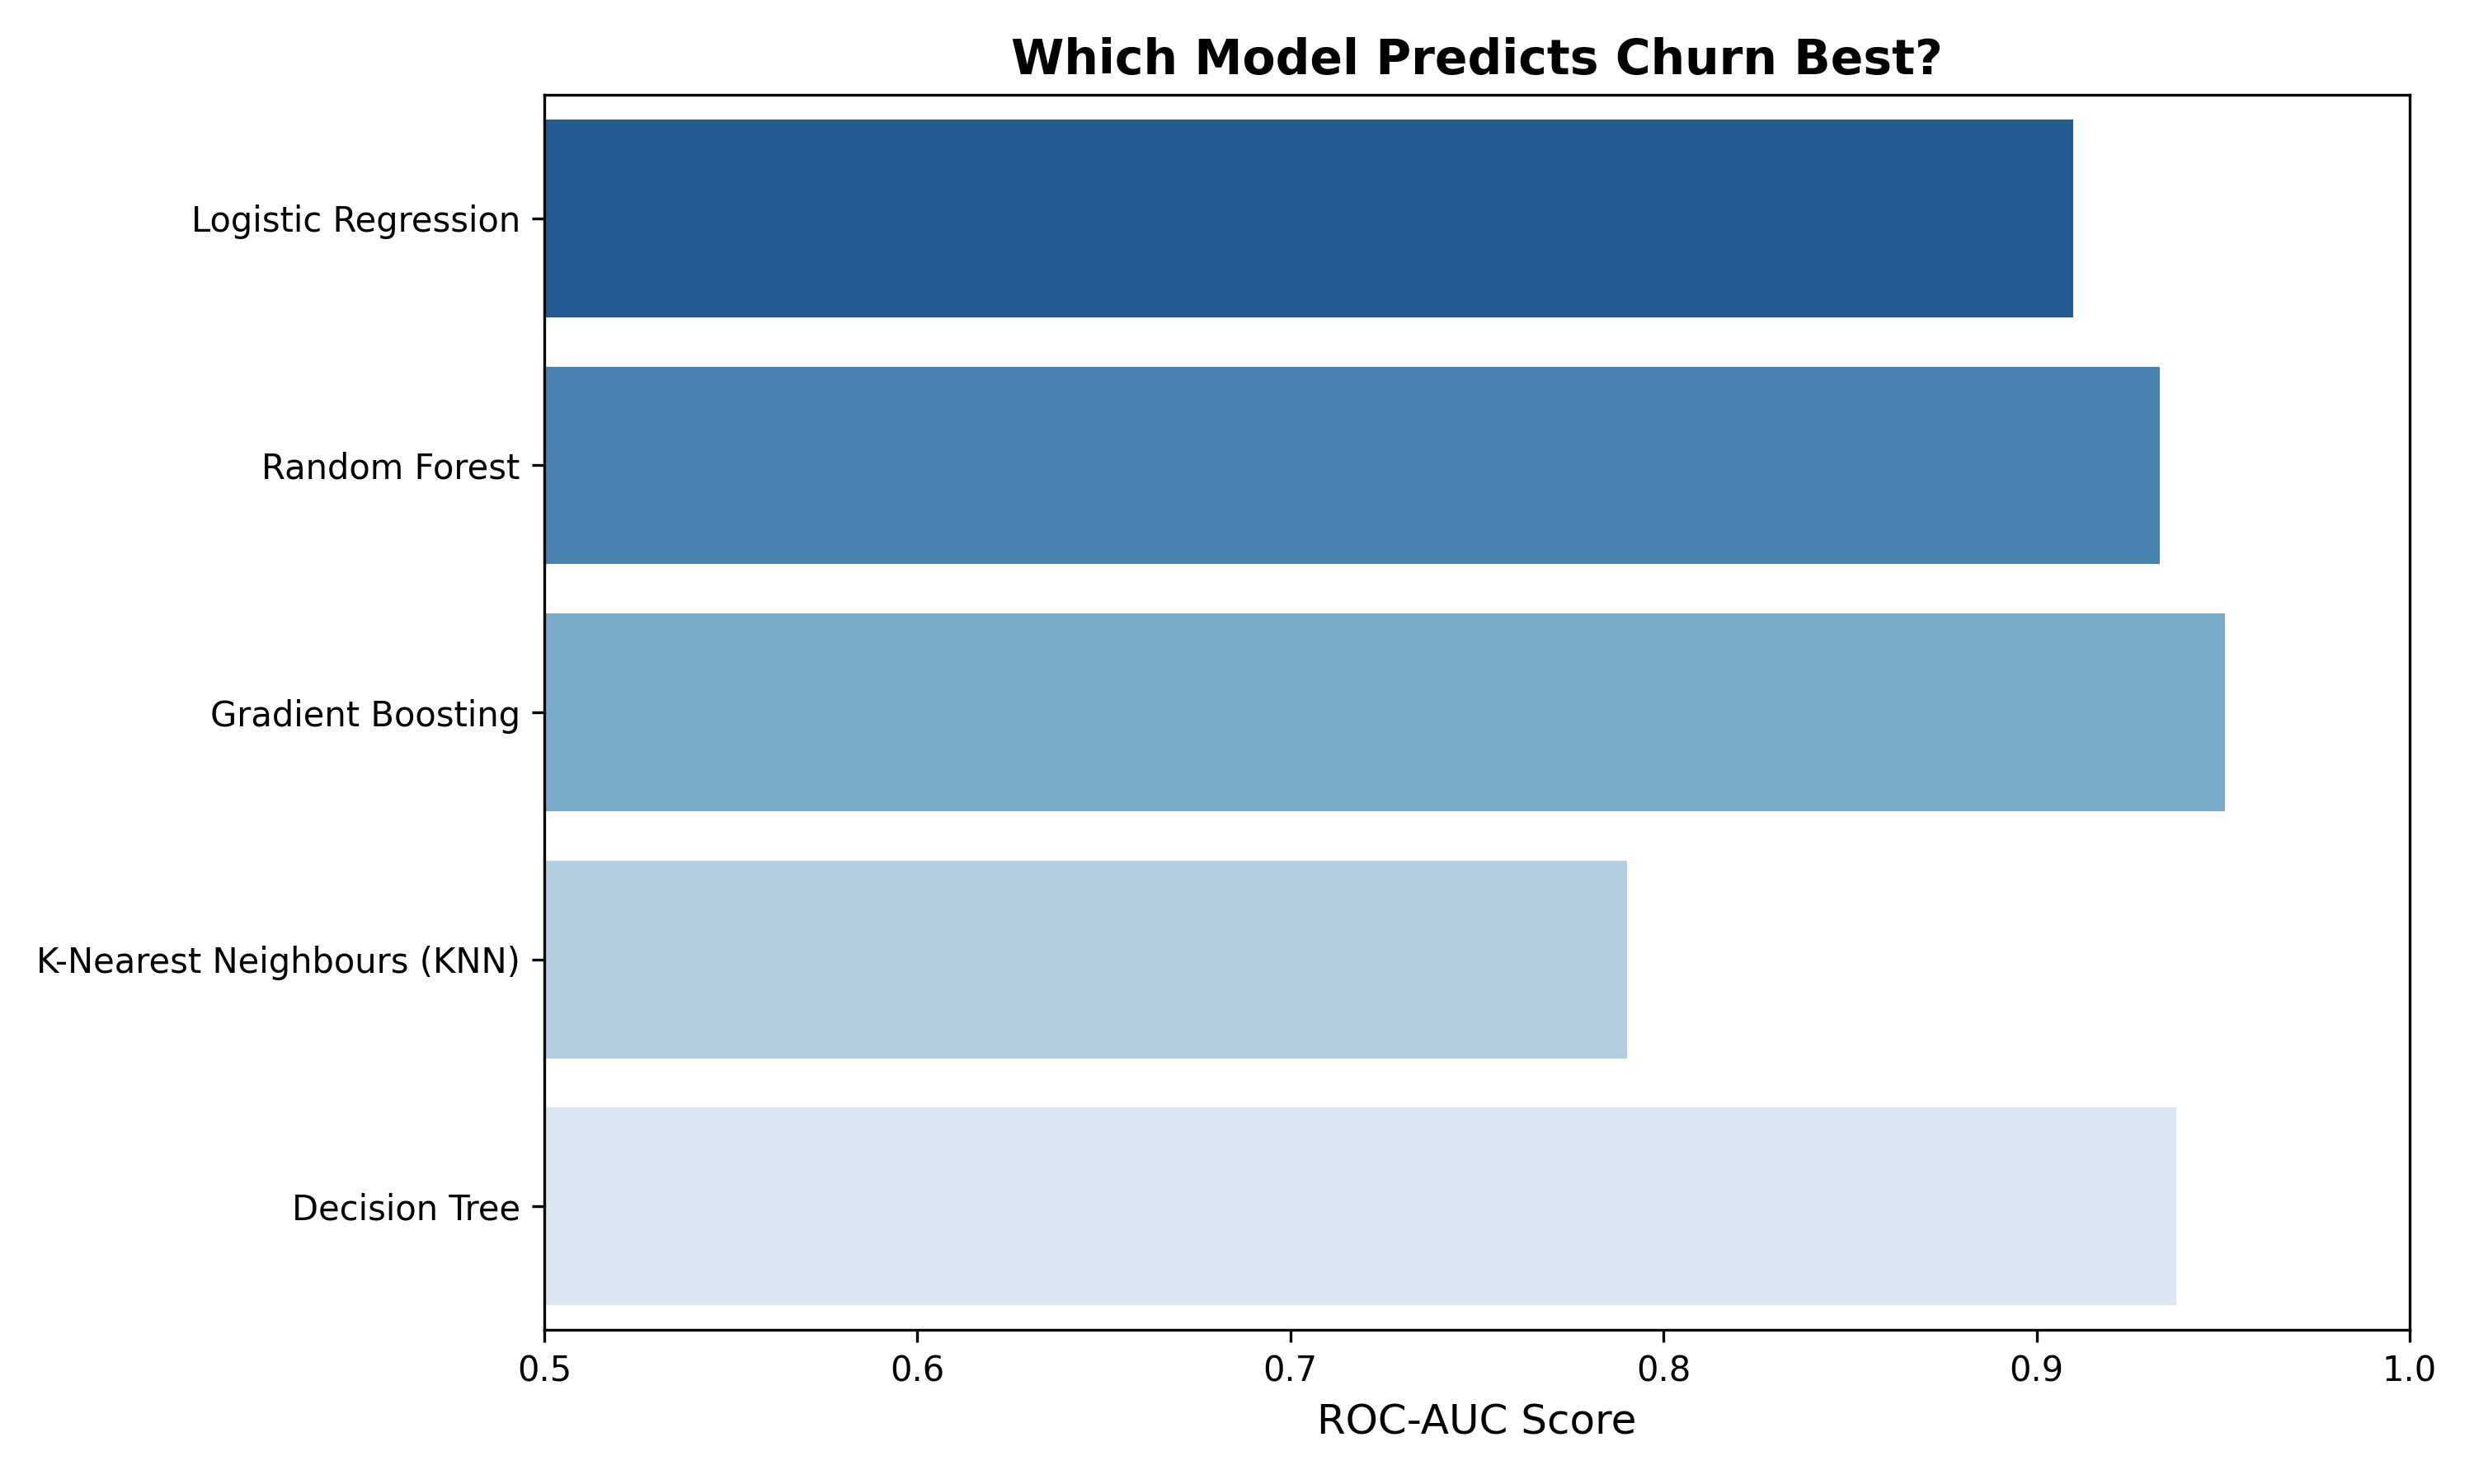 Which Model Predicts Churn Best?
Logistic Regression
Random Forest
Gradient Boosting
K-Nearest Neighbours (KNN)
Decision Tree
0.5 0.6 0.7 0.8 0.9 1.0
ROC-AUC Score